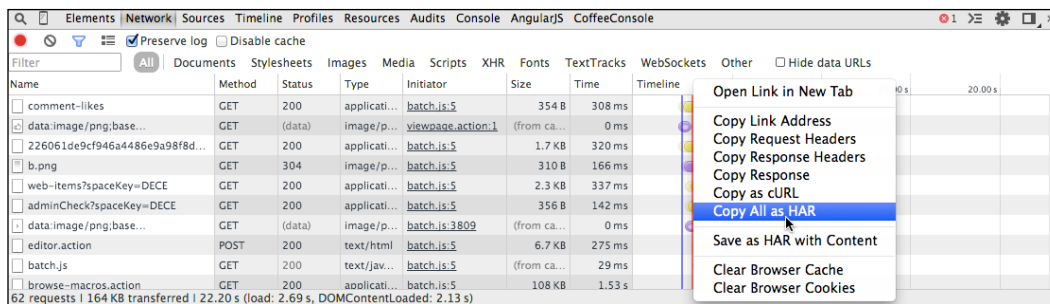 Elements Network Sources Timeline Profiles Resources Audits Console AngularJS CoffeeConsole 1
Preserve log Disable cache
Filter All Documents Stylesheets Images Media Scripts XHR Fonts TextTracks WebSockets Other Hide data URLs
Name Method Status Type Initiator Size Time Timeline 20.00 s
comment-likes GET 200 applicati... batch.js:5 354 B 308 ms
data:image/png;base... GET (data) image/p... viewpage.action:1 (from ca... 0 ms
226061de9cf946a4486e9a98f8d... GET 200 applicati... batch.js:5 1.7 KB 320 ms
b.png GET 304 image/p... batch.js:5 310 B 166 ms
web-items?spaceKey=DECE GET 200 applicati... batch.js:5 2.3 KB 337 ms
adminCheck?spaceKey=DECE GET 200 applicati... batch.js:5 356 B 142 ms
data:image/png;base... GET (data) image/p... batch.js:3809 (from ca... 0 ms
editor.action POST 200 text/html batch.js:5 6.7 KB 275 ms
batch.js GET 200 text/jav... batch.js:5 (from ca... 29 ms
browse-macros.action GET 200 applicati... batch.js:5 108 KB 1.53 s
62 requests | 164 KB transferred | 22.20 s (load: 2.69 s, DOMContentLoaded: 2.13 s)
Open Link in New Tab
Copy Link Address
Copy Request Headers
Copy Response Headers
Copy Response
Copy as cURL
Copy All as HAR
Save as HAR with Content
Clear Browser Cache
Clear Browser Cookies